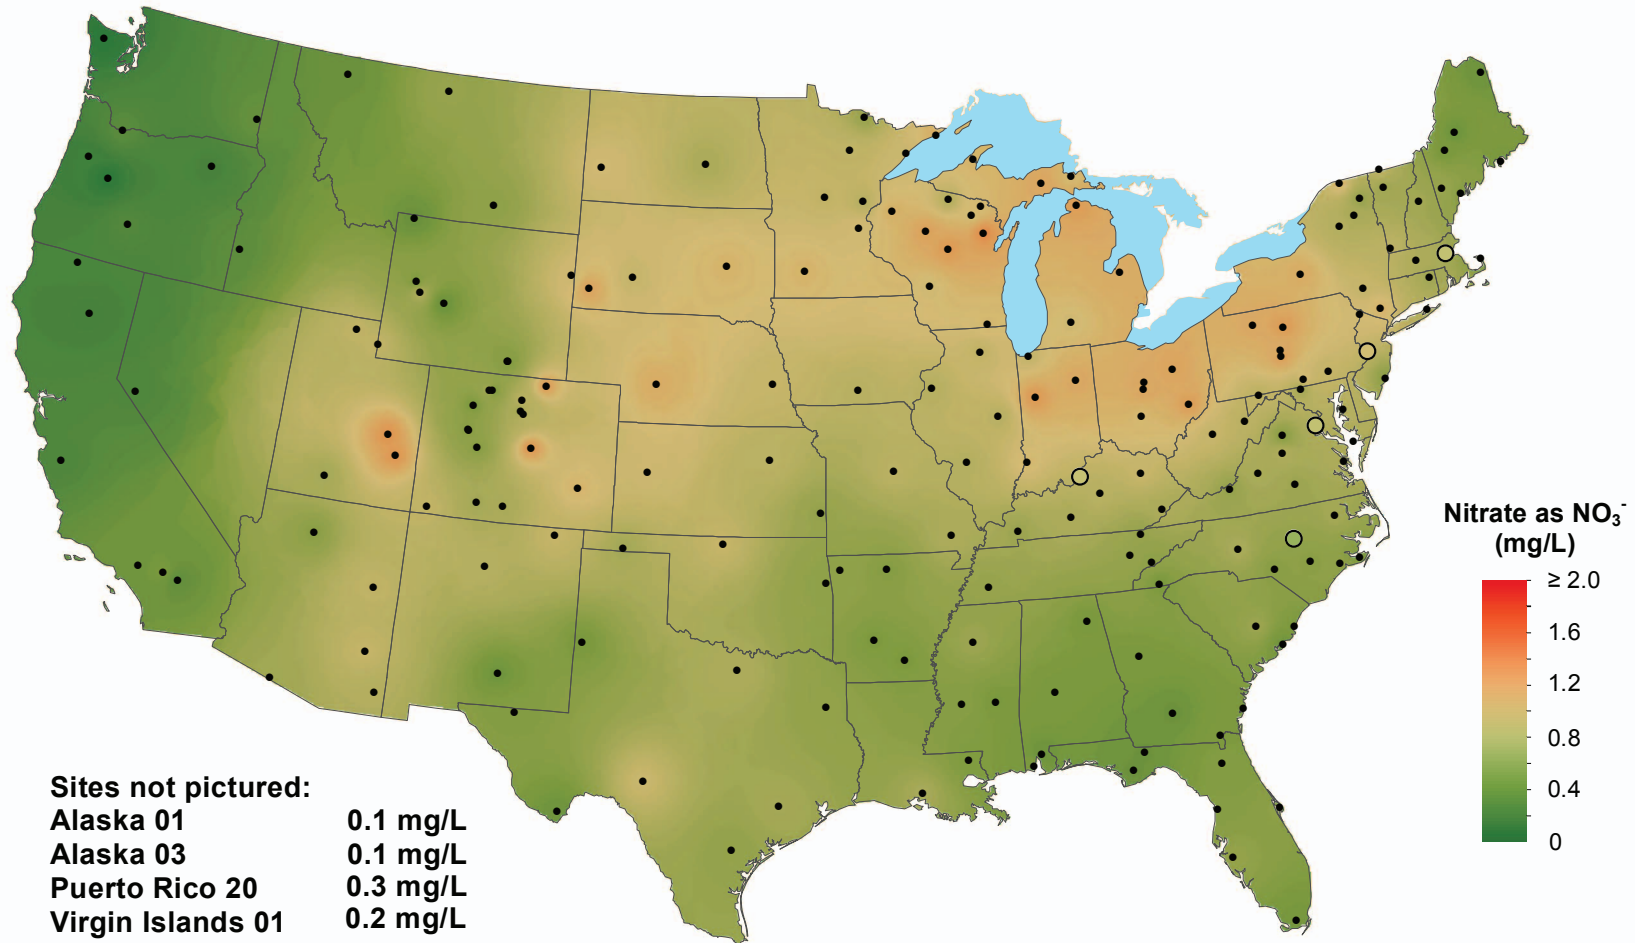 Nitrate as NO₃⁻
(mg/L)
≥ 2.0
1.6
1.2
0.8
0.4
0
Sites not pictured:
Alaska 01 0.1 mg/L
Alaska 03 0.1 mg/L
Puerto Rico 20 0.3 mg/L
Virgin Islands 01 0.2 mg/L